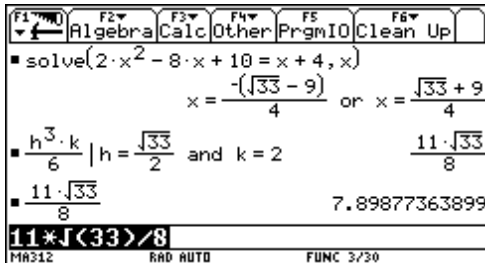 F1 F2 F3 F4 F5 F6
Algebra Calc Other PrgmIO Clean Up
▪ solve(2·x² − 8·x + 10 = x + 4, x)
x = -(√33 − 9)/4 or x = (√33 + 9)/4
▪ h³·k/6 | h = √33/2 and k = 2 11·√33/8
▪ 11·√33/8 7.89877363899
11*√(33)/8
MA312 RAD AUTO FUNC 3/30